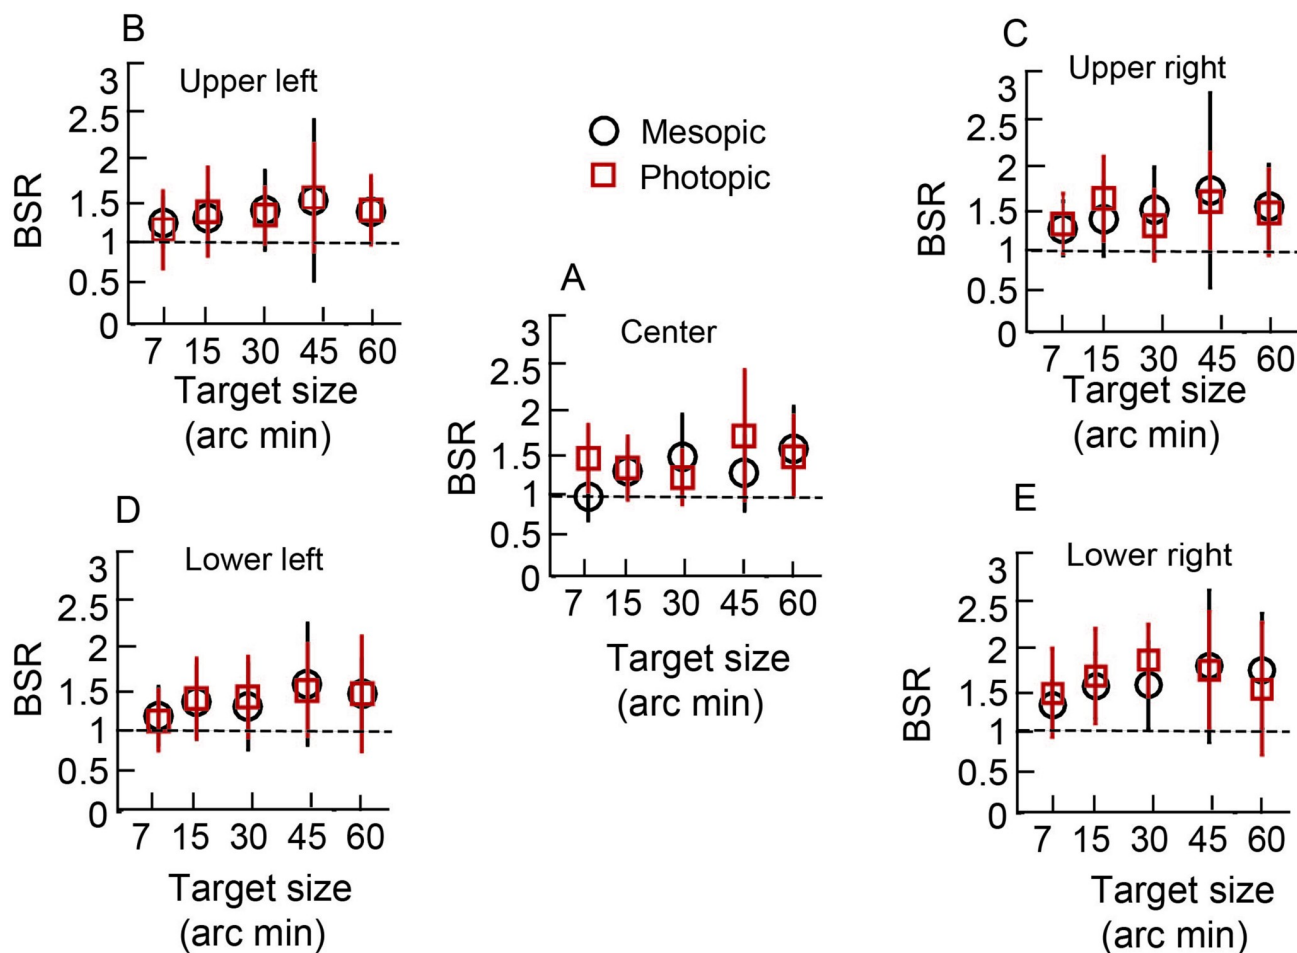 B
Upper left
BSR
3
2.5
2
1.5
1
0.5
0
7 15 30 45 60
Target size
(arc min)
Mesopic
Photopic
C
Upper right
BSR
3
2.5
2
1.5
1
0.5
0
7 15 30 45 60
Target size
(arc min)
A
Center
BSR
3
2.5
2
1.5
1
0.5
0
7 15 30 45 60
Target size
(arc min)
D
Lower left
BSR
3
2.5
2
1.5
1
0.5
0
7 15 30 45 60
Target size
(arc min)
E
Lower right
BSR
3
2.5
2
1.5
1
0.5
0
7 15 30 45 60
Target size
(arc min)